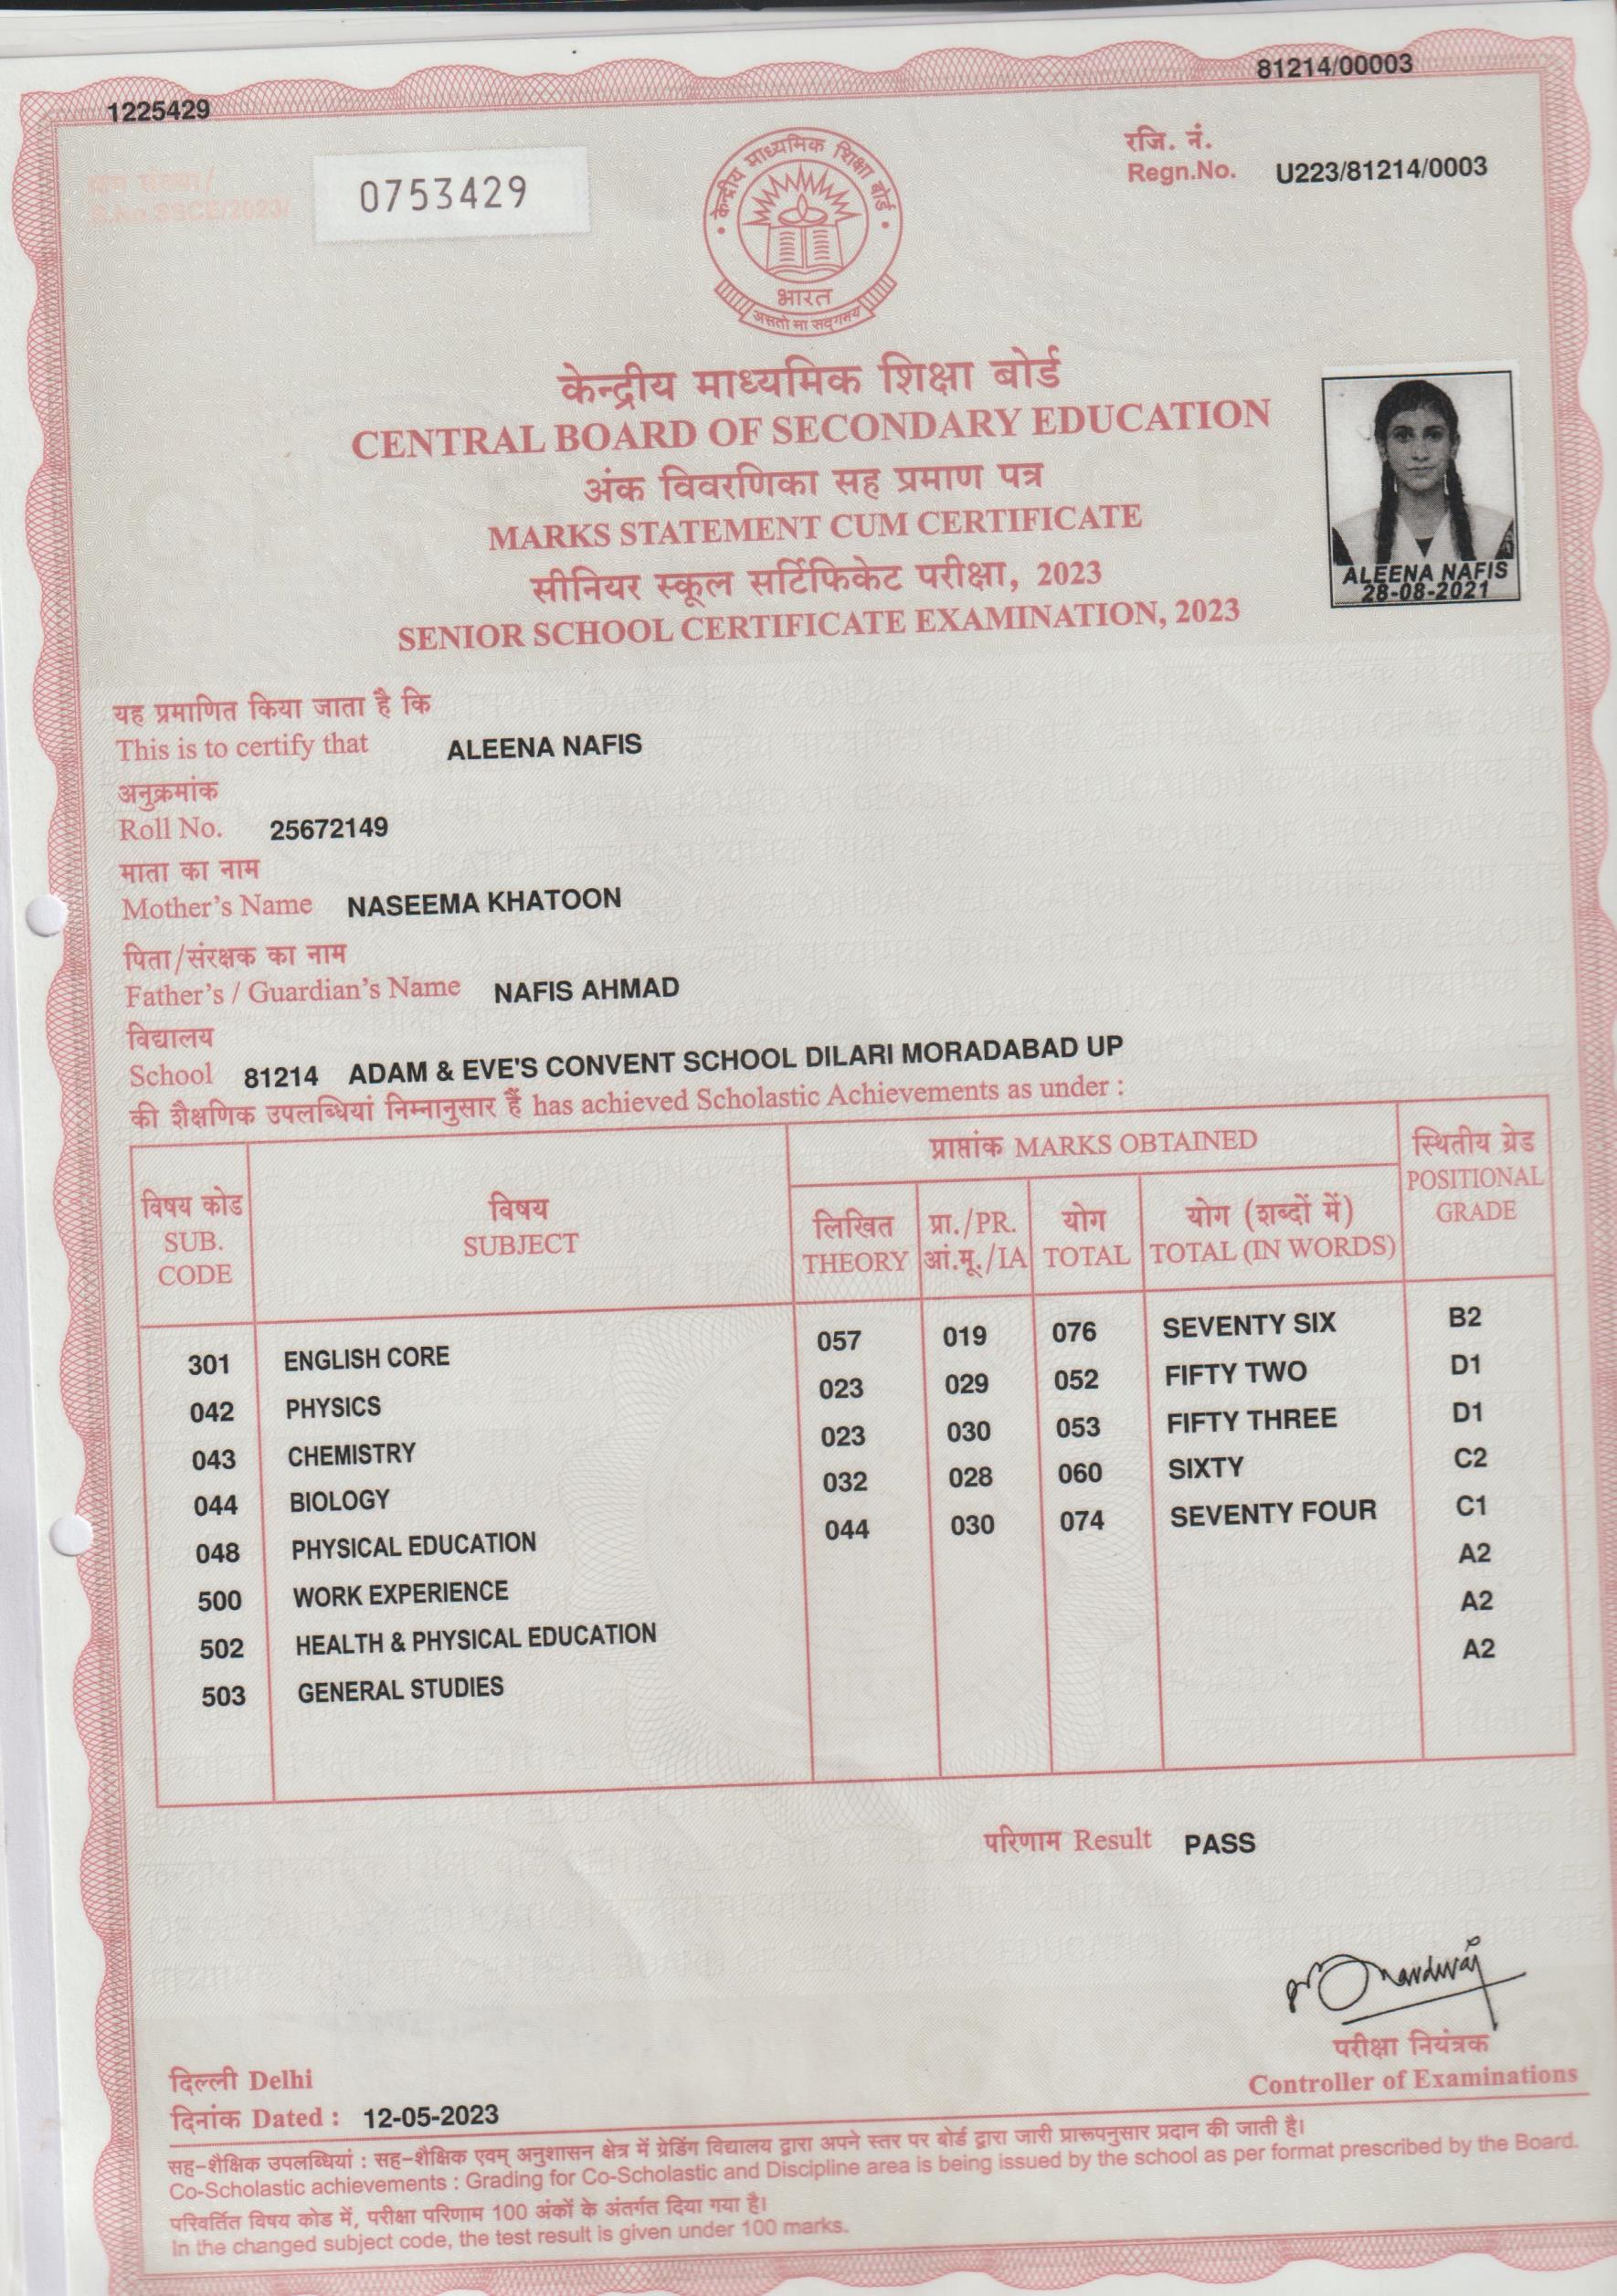 1225429
81214/00003
क्रम संख्या/
S.No.SSCE/2023/
0753429
रजि. नं.
Regn.No. U223/81214/0003
केन्द्रीय माध्यमिक शिक्षा बोर्ड
भारत
असतो मा सद्गमय
केन्द्रीय माध्यमिक शिक्षा बोर्ड
CENTRAL BOARD OF SECONDARY EDUCATION
अंक विवरणिका सह प्रमाण पत्र
MARKS STATEMENT CUM CERTIFICATE
सीनियर स्कूल सर्टिफिकेट परीक्षा, 2023
SENIOR SCHOOL CERTIFICATE EXAMINATION, 2023
ALEENA NAFIS
28-08-2021
यह प्रमाणित किया जाता है कि
This is to certify that ALEENA NAFIS
अनुक्रमांक
Roll No. 25672149
माता का नाम
Mother's Name NASEEMA KHATOON
पिता/संरक्षक का नाम
Father's / Guardian's Name NAFIS AHMAD
विद्यालय
School 81214 ADAM & EVE'S CONVENT SCHOOL DILARI MORADABAD UP
की शैक्षणिक उपलब्धियां निम्नानुसार हैं has achieved Scholastic Achievements as under :
विषय कोड
SUB.
CODE
विषय
SUBJECT
प्राप्तांक MARKS OBTAINED
लिखित
THEORY
प्रा./PR.
आं.मू./IA
योग
TOTAL
योग (शब्दों में)
TOTAL (IN WORDS)
स्थितीय ग्रेड
POSITIONAL
GRADE
301 ENGLISH CORE 057 019 076 SEVENTY SIX B2
042 PHYSICS 023 029 052 FIFTY TWO D1
043 CHEMISTRY 023 030 053 FIFTY THREE D1
044 BIOLOGY 032 028 060 SIXTY C2
048 PHYSICAL EDUCATION 044 030 074 SEVENTY FOUR C1
500 WORK EXPERIENCE A2
502 HEALTH & PHYSICAL EDUCATION A2
503 GENERAL STUDIES A2
परिणाम Result PASS
परीक्षा नियंत्रक
Controller of Examinations
दिल्ली Delhi
दिनांक Dated : 12-05-2023
सह-शैक्षिक उपलब्धियां : सह-शैक्षिक एवम् अनुशासन क्षेत्र में ग्रेडिंग विद्यालय द्वारा अपने स्तर पर बोर्ड द्वारा जारी प्रारूपनुसार प्रदान की जाती है।
Co-Scholastic achievements : Grading for Co-Scholastic and Discipline area is being issued by the school as per format prescribed by the Board.
परिवर्तित विषय कोड में, परीक्षा परिणाम 100 अंकों के अंतर्गत दिया गया है।
In the changed subject code, the test result is given under 100 marks.